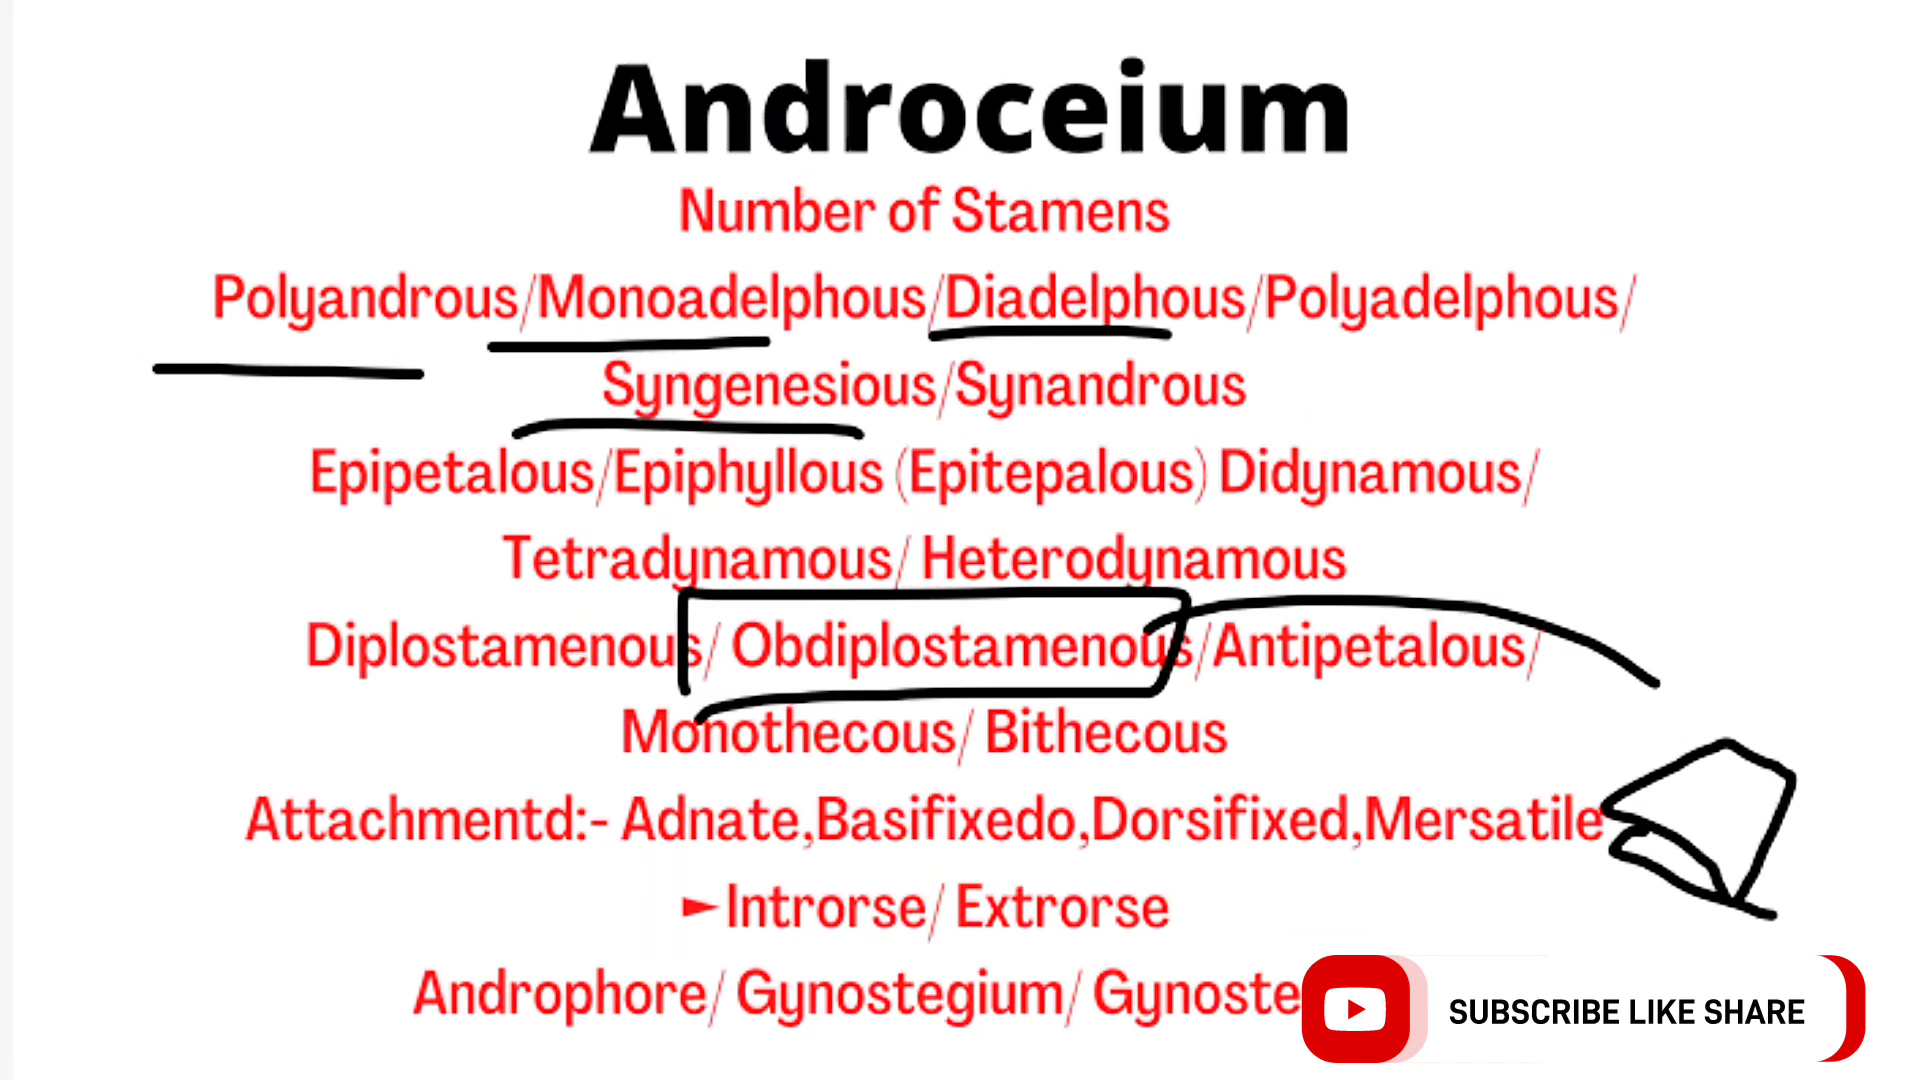 Androceium
Number of Stamens
Polyandrous/Monoadelphous/Diadelphous/Polyadelphous/
Syngenesious/Synandrous
Epipetalous/Epiphyllous (Epitepalous) Didynamous/
Tetradynamous/ Heterodynamous
Diplostamenous/ Obdiplostamenous/Antipetalous/
Monothecous/ Bithecous
Attachmentd:- Adnate,Basifixedo,Dorsifixed,Mersatile
►Introrse/ Extrorse
Androphore/ Gynostegium/ Gynoste
SUBSCRIBE LIKE SHARE